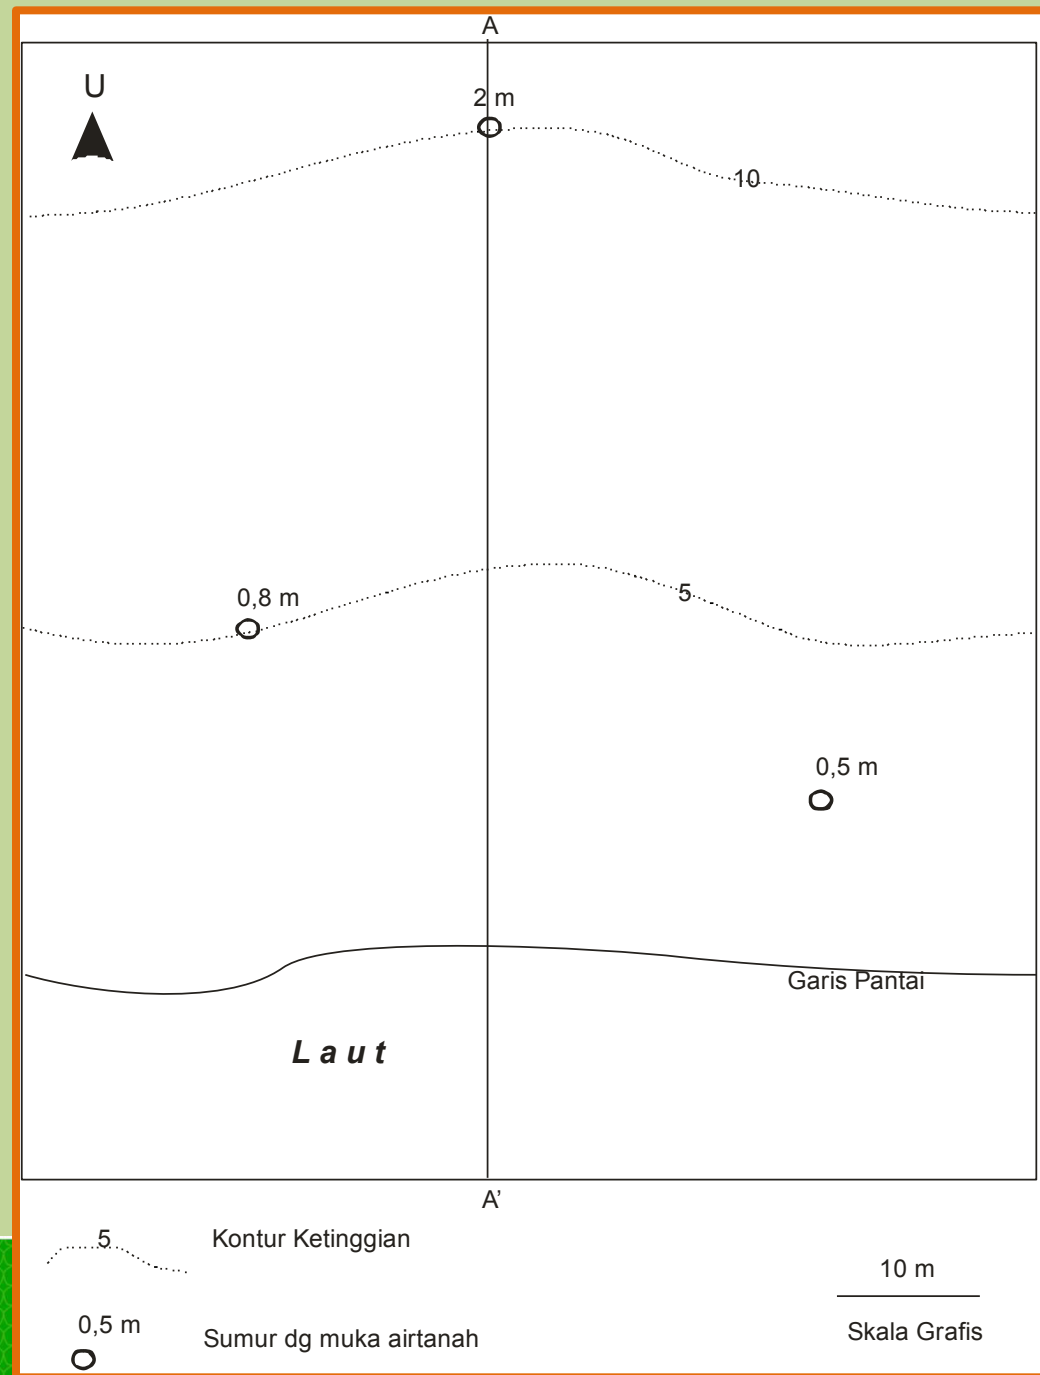 A
U
2 m
10
0,8 m
5
0,5 m
Garis Pantai
Laut
A’
5
Kontur Ketinggian
10 m
Skala Grafis
0,5 m
Sumur dg muka airtanah